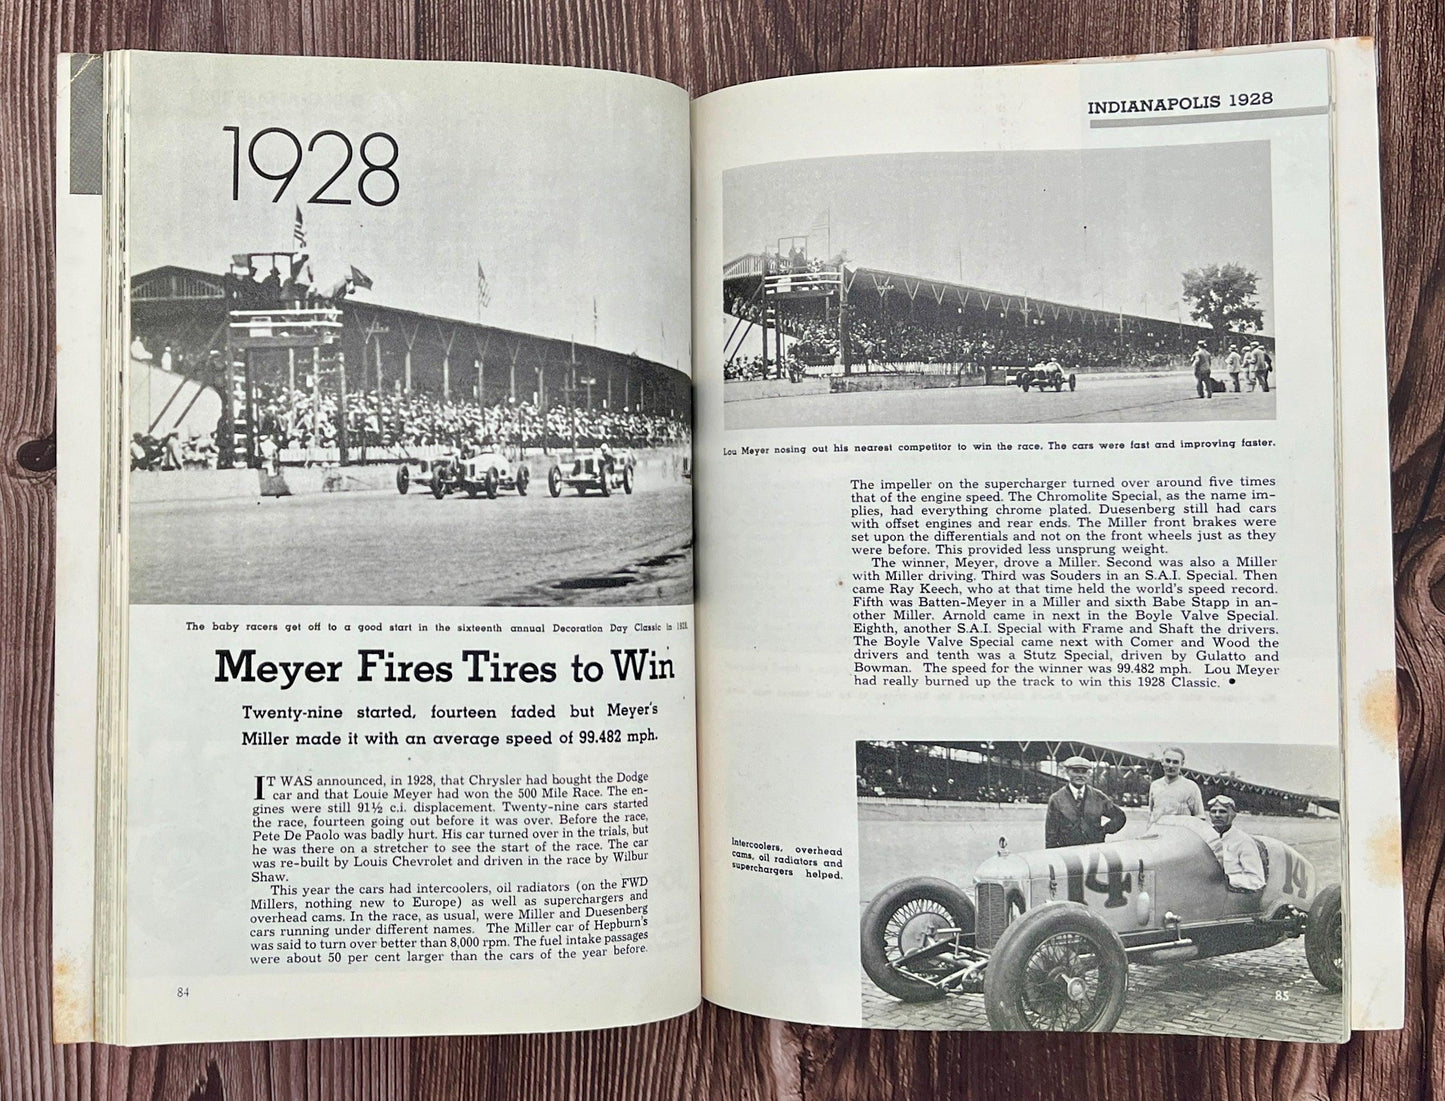 1928
The baby racers get off to a good start in the sixteenth annual Decoration Day Classic in 1928.
Meyer Fires Tires to Win
Twenty-nine started, fourteen faded but Meyer's
Miller made it with an average speed of 99.482 mph.
IT WAS announced, in 1928, that Chrysler had bought the Dodge
car and that Louie Meyer had won the 500 Mile Race. The en-
gines were still 91½ c.i. displacement. Twenty-nine cars started
the race, fourteen going out before it was over. Before the race,
Pete De Paolo was badly hurt. His car turned over in the trials, but
he was there on a stretcher to see the start of the race. The car
was re-built by Louis Chevrolet and driven in the race by Wilbur
Shaw.
This year the cars had intercoolers, oil radiators (on the FWD
Millers, nothing new to Europe) as well as superchargers and
overhead cams. In the race, as usual, were Miller and Duesenberg
cars running under different names. The Miller car of Hepburn's
was said to turn over better than 8,000 rpm. The fuel intake passages
were about 50 per cent larger than the cars of the year before.
84
INDIANAPOLIS 1928
Lou Meyer nosing out his nearest competitor to win the race. The cars were fast and improving faster.
The impeller on the supercharger turned over around five times
that of the engine speed. The Chromolite Special, as the name im-
plies, had everything chrome plated. Duesenberg still had cars
with offset engines and rear ends. The Miller front brakes were
set upon the differentials and not on the front wheels just as they
were before. This provided less unsprung weight.
The winner, Meyer, drove a Miller. Second was also a Miller
with Miller driving. Third was Souders in an S.A.I. Special. Then
came Ray Keech, who at that time held the world's speed record.
Fifth was Batten-Meyer in a Miller and sixth Babe Stapp in an-
other Miller. Arnold came in next in the Boyle Valve Special.
Eighth, another S.A.I. Special with Frame and Shaft the drivers.
The Boyle Valve Special came next with Comer and Wood the
drivers and tenth was a Stutz Special, driven by Gulatto and
Bowman. The speed for the winner was 99.482 mph. Lou Meyer
had really burned up the track to win this 1928 Classic. •
Intercoolers, overhead
cams, oil radiators and
superchargers helped.
14
14
85